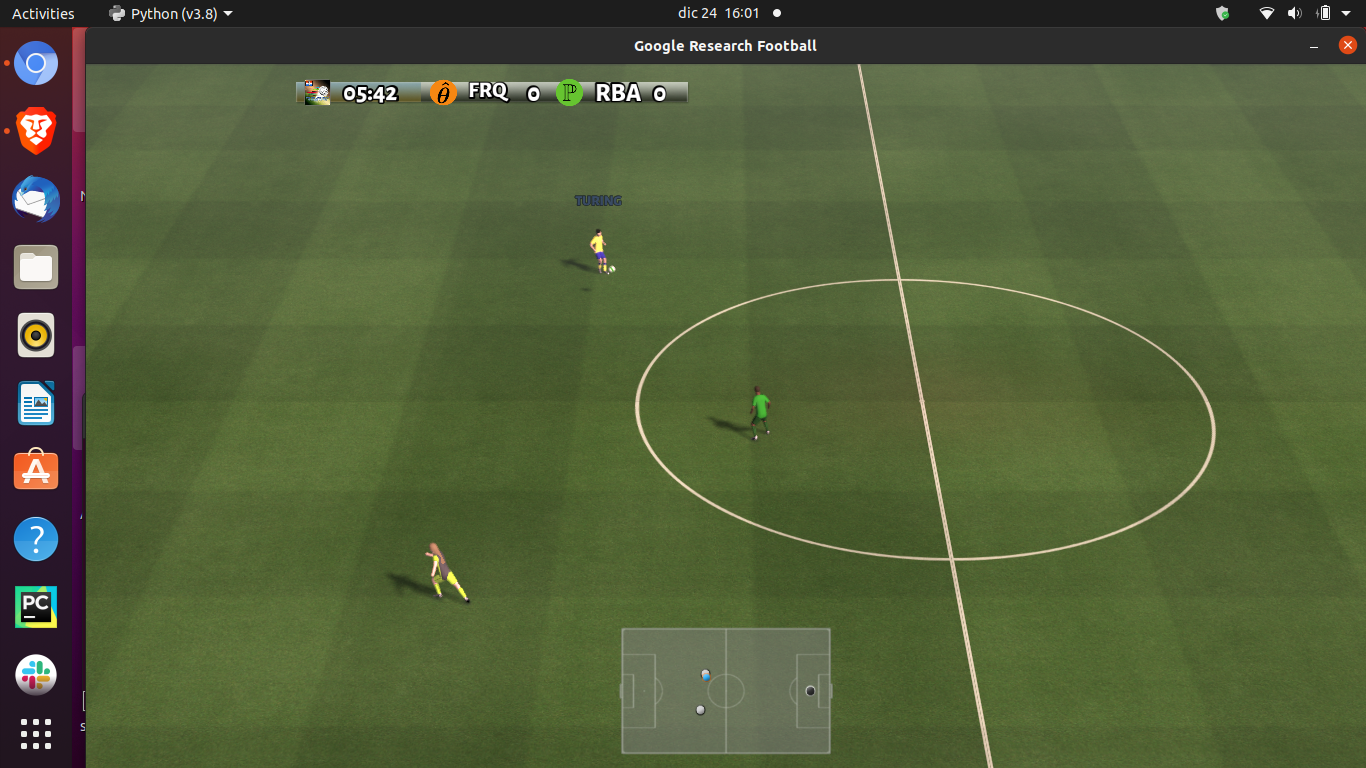 Activities Python (v3.8) dic 24 16:01
Google Research Football
05:42 θ̂ FRQ 0 ℙ RBA 0
TURING
N
?
PC
s